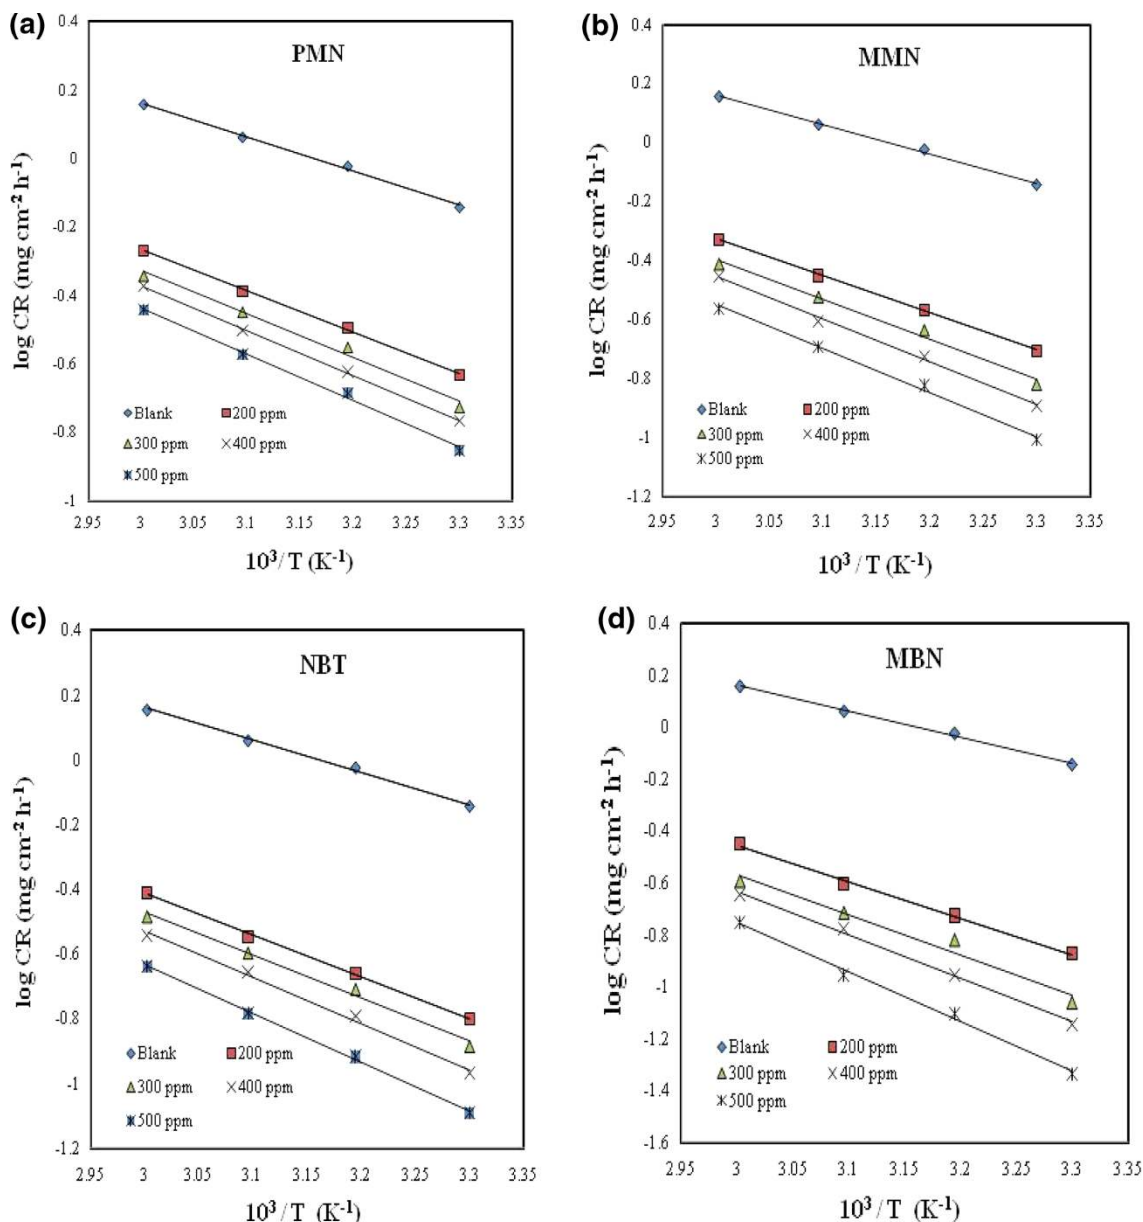 (a)
PMN
0.4
0.2
0
-0.2
-0.4
-0.6
-0.8
-1
log CR (mg cm⁻² h⁻¹)
Blank 200 ppm
300 ppm 400 ppm
500 ppm
2.95 3 3.05 3.1 3.15 3.2 3.25 3.3 3.35
10³/ T (K⁻¹)
(b)
MMN
0.4
0.2
0
-0.2
-0.4
-0.6
-0.8
-1
-1.2
log CR (mg cm⁻² h⁻¹)
Blank 200 ppm
300 ppm 400 ppm
500 ppm
2.95 3 3.05 3.1 3.15 3.2 3.25 3.3 3.35
10³/ T (K⁻¹)
(c)
NBT
0.4
0.2
0
-0.2
-0.4
-0.6
-0.8
-1
-1.2
log CR (mg cm⁻² h⁻¹)
Blank 200 ppm
300 ppm 400 ppm
500 ppm
2.95 3 3.05 3.1 3.15 3.2 3.25 3.3 3.35
10³/ T (K⁻¹)
(d)
MBN
0.4
0.2
0
-0.2
-0.4
-0.6
-0.8
-1
-1.2
-1.4
-1.6
log CR (mg cm⁻² h⁻¹)
Blank 200 ppm
300 ppm 400 ppm
500 ppm
2.95 3 3.05 3.1 3.15 3.2 3.25 3.3 3.35
10³/ T (K⁻¹)